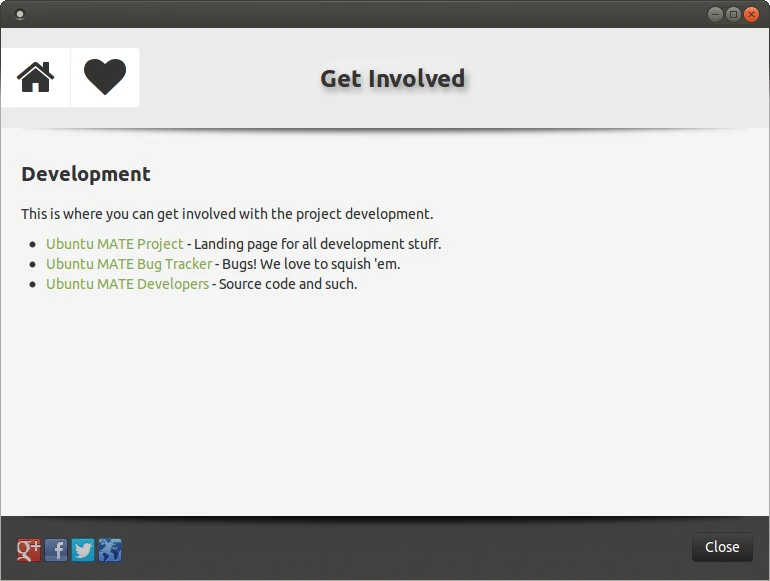 Get Involved
Development
This is where you can get involved with the project development.
Ubuntu MATE Project - Landing page for all development stuff.
Ubuntu MATE Bug Tracker - Bugs! We love to squish 'em.
Ubuntu MATE Developers - Source code and such.
g+ f
Close